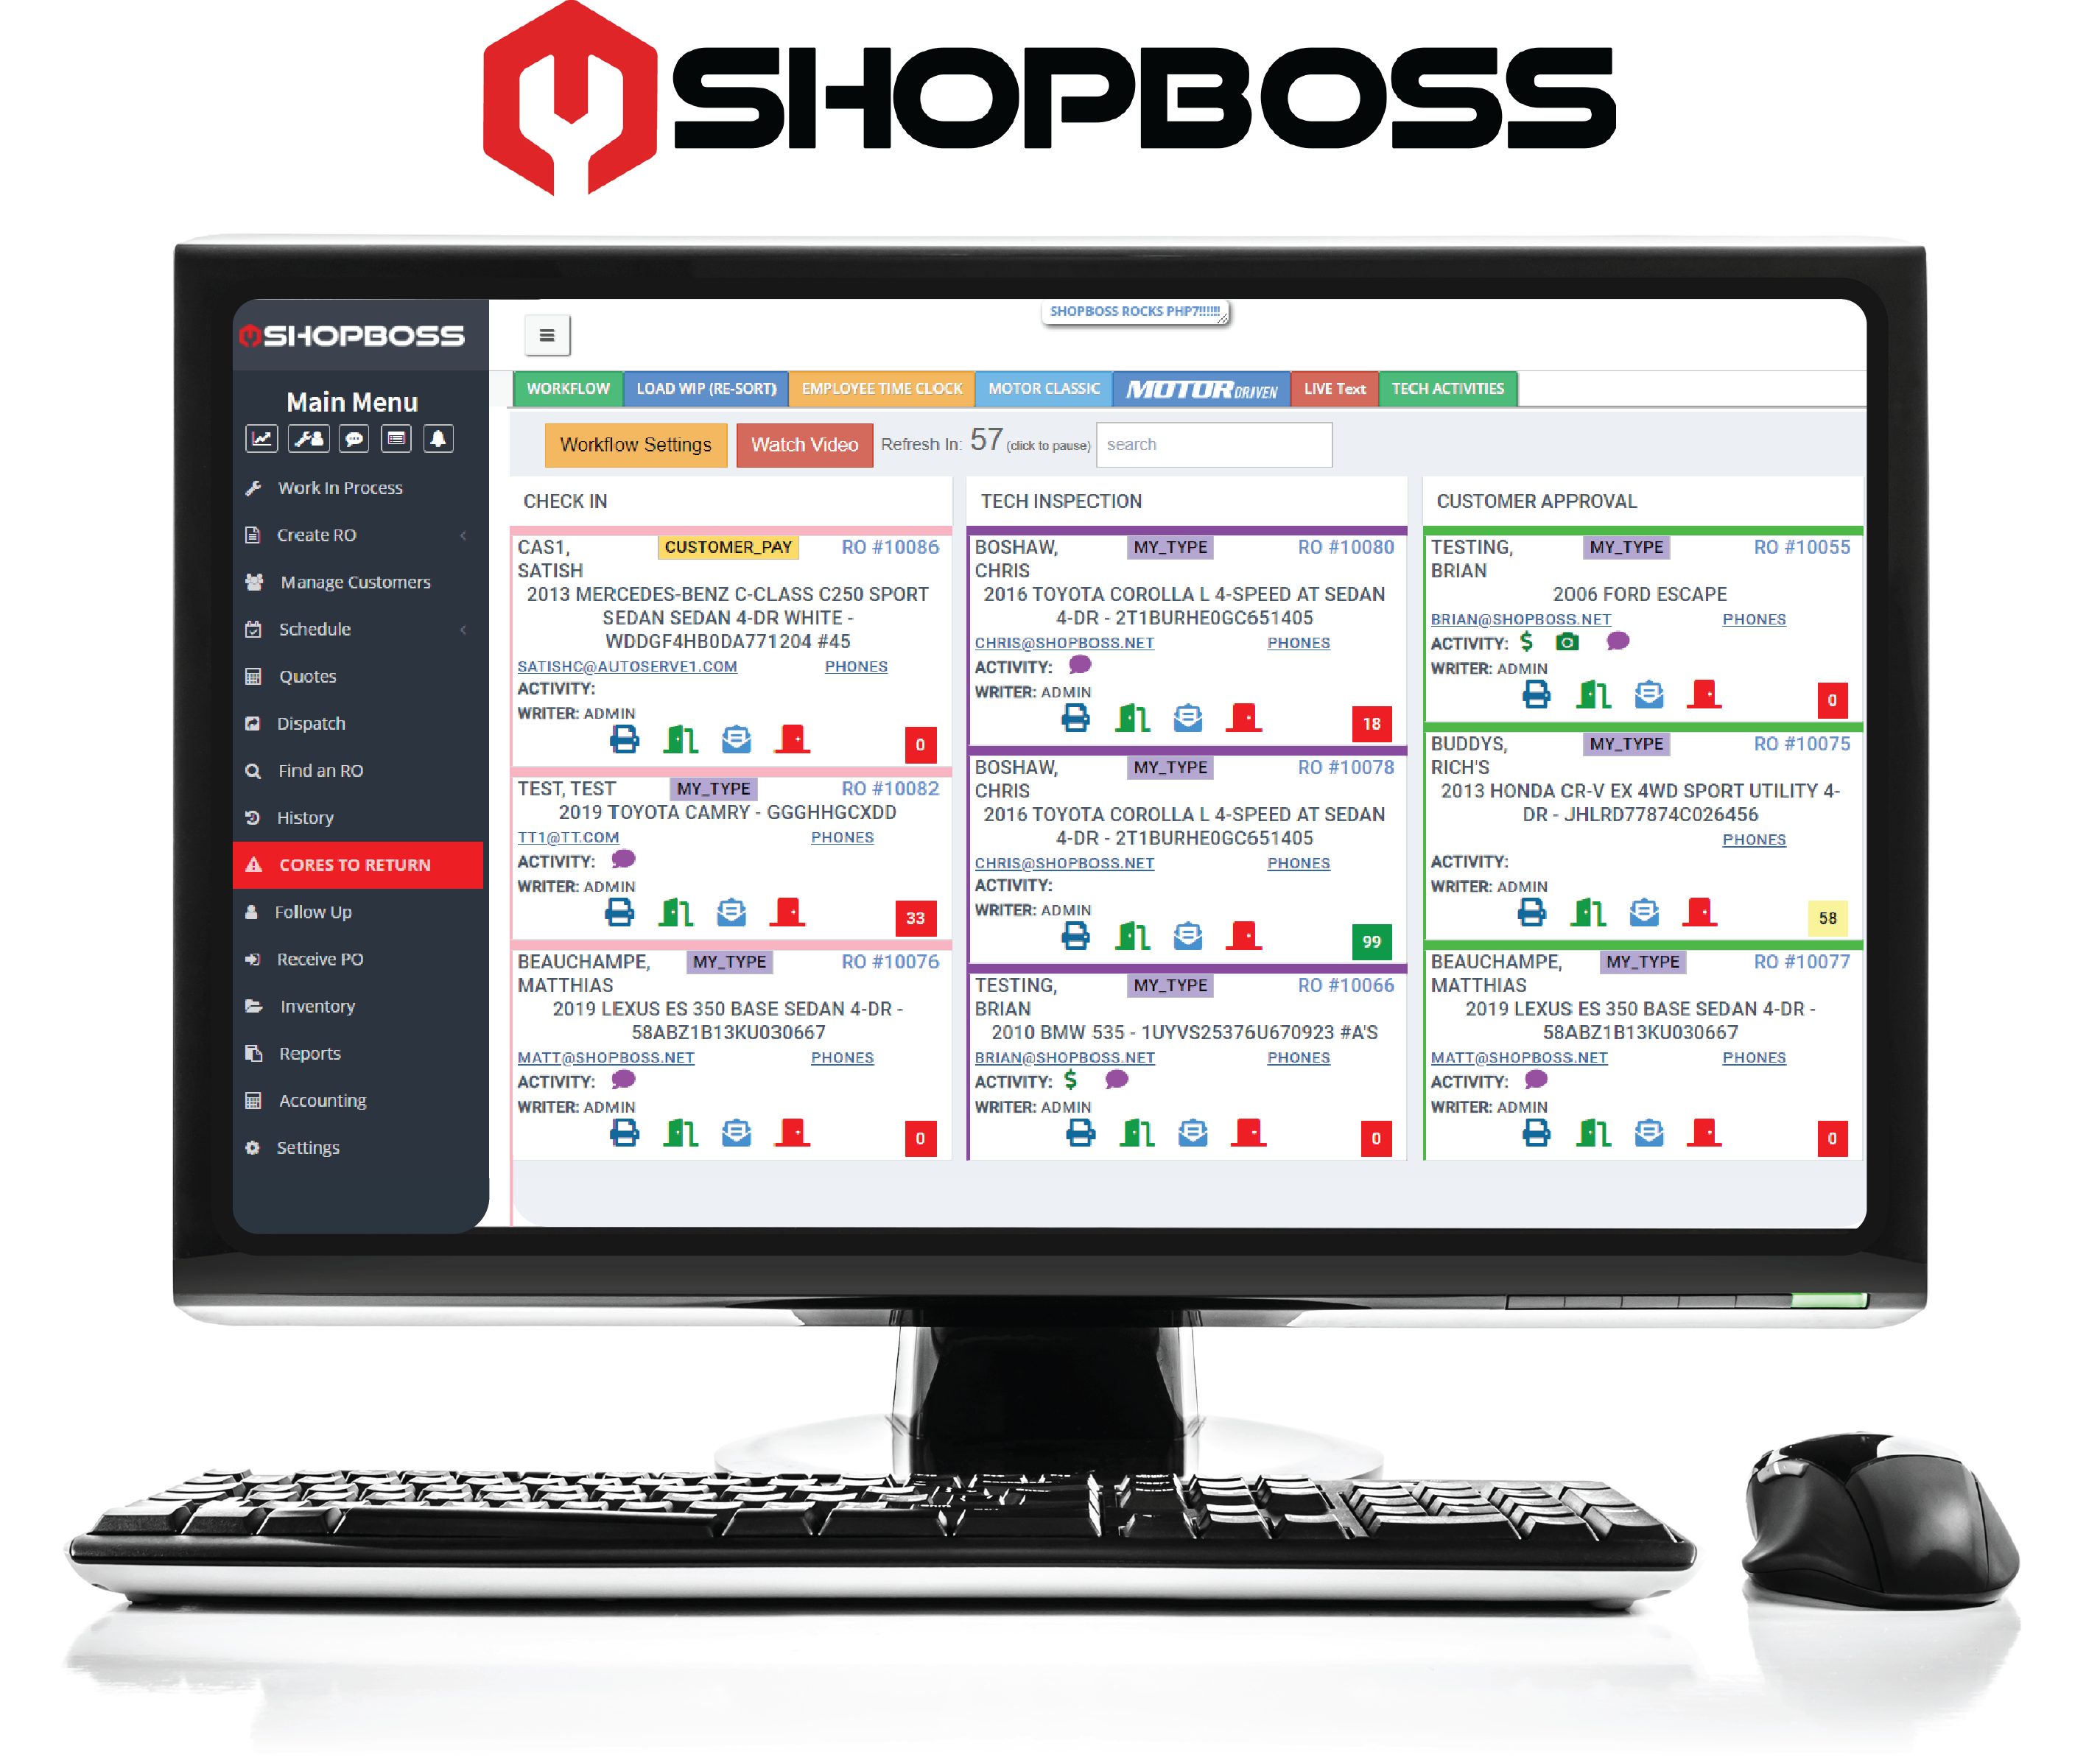 SHOPBOSS
SHOPBOSS
SHOPBOSS ROCKS PHP7!!!!!!
Main Menu
Work In Process
Create RO
Manage Customers
Schedule
Quotes
Dispatch
Find an RO
History
CORES TO RETURN
Follow Up
Receive PO
Inventory
Reports
Accounting
Settings
WORKFLOW LOAD WIP (RE-SORT) EMPLOYEE TIME CLOCK MOTOR CLASSIC MOTOR DRIVEN LIVE Text TECH ACTIVITIES
Workflow Settings Watch Video Refresh In: 57 (click to pause) search
CHECK IN
CAS1, CUSTOMER_PAY RO #10086
SATISH
2013 MERCEDES-BENZ C-CLASS C250 SPORT
SEDAN SEDAN 4-DR WHITE -
WDDGF4HB0DA771204 #45
SATISHC@AUTOSERVE1.COM PHONES
ACTIVITY:
WRITER: ADMIN
0
TEST, TEST MY_TYPE RO #10082
2019 TOYOTA CAMRY - GGGHHGCXDD
TT1@TT.COM PHONES
ACTIVITY:
WRITER: ADMIN
33
BEAUCHAMPE, MY_TYPE RO #10076
MATTHIAS
2019 LEXUS ES 350 BASE SEDAN 4-DR -
58ABZ1B13KU030667
MATT@SHOPBOSS.NET PHONES
ACTIVITY:
WRITER: ADMIN
0
TECH INSPECTION
BOSHAW, MY_TYPE RO #10080
CHRIS
2016 TOYOTA COROLLA L 4-SPEED AT SEDAN
4-DR - 2T1BURHE0GC651405
CHRIS@SHOPBOSS.NET PHONES
ACTIVITY:
WRITER: ADMIN
18
BOSHAW, MY_TYPE RO #10078
CHRIS
2016 TOYOTA COROLLA L 4-SPEED AT SEDAN
4-DR - 2T1BURHE0GC651405
CHRIS@SHOPBOSS.NET PHONES
ACTIVITY:
WRITER: ADMIN
99
TESTING, MY_TYPE RO #10066
BRIAN
2010 BMW 535 - 1UYVS25376U670923 #A'S
BRIAN@SHOPBOSS.NET PHONES
ACTIVITY: $
WRITER: ADMIN
0
CUSTOMER APPROVAL
TESTING, MY_TYPE RO #10055
BRIAN
2006 FORD ESCAPE
BRIAN@SHOPBOSS.NET PHONES
ACTIVITY: $
WRITER: ADMIN
0
BUDDYS, MY_TYPE RO #10075
RICH'S
2013 HONDA CR-V EX 4WD SPORT UTILITY 4-
DR - JHLRD77874C026456
PHONES
ACTIVITY:
WRITER: ADMIN
58
BEAUCHAMPE, MY_TYPE RO #10077
MATTHIAS
2019 LEXUS ES 350 BASE SEDAN 4-DR -
58ABZ1B13KU030667
MATT@SHOPBOSS.NET PHONES
ACTIVITY:
WRITER: ADMIN
0